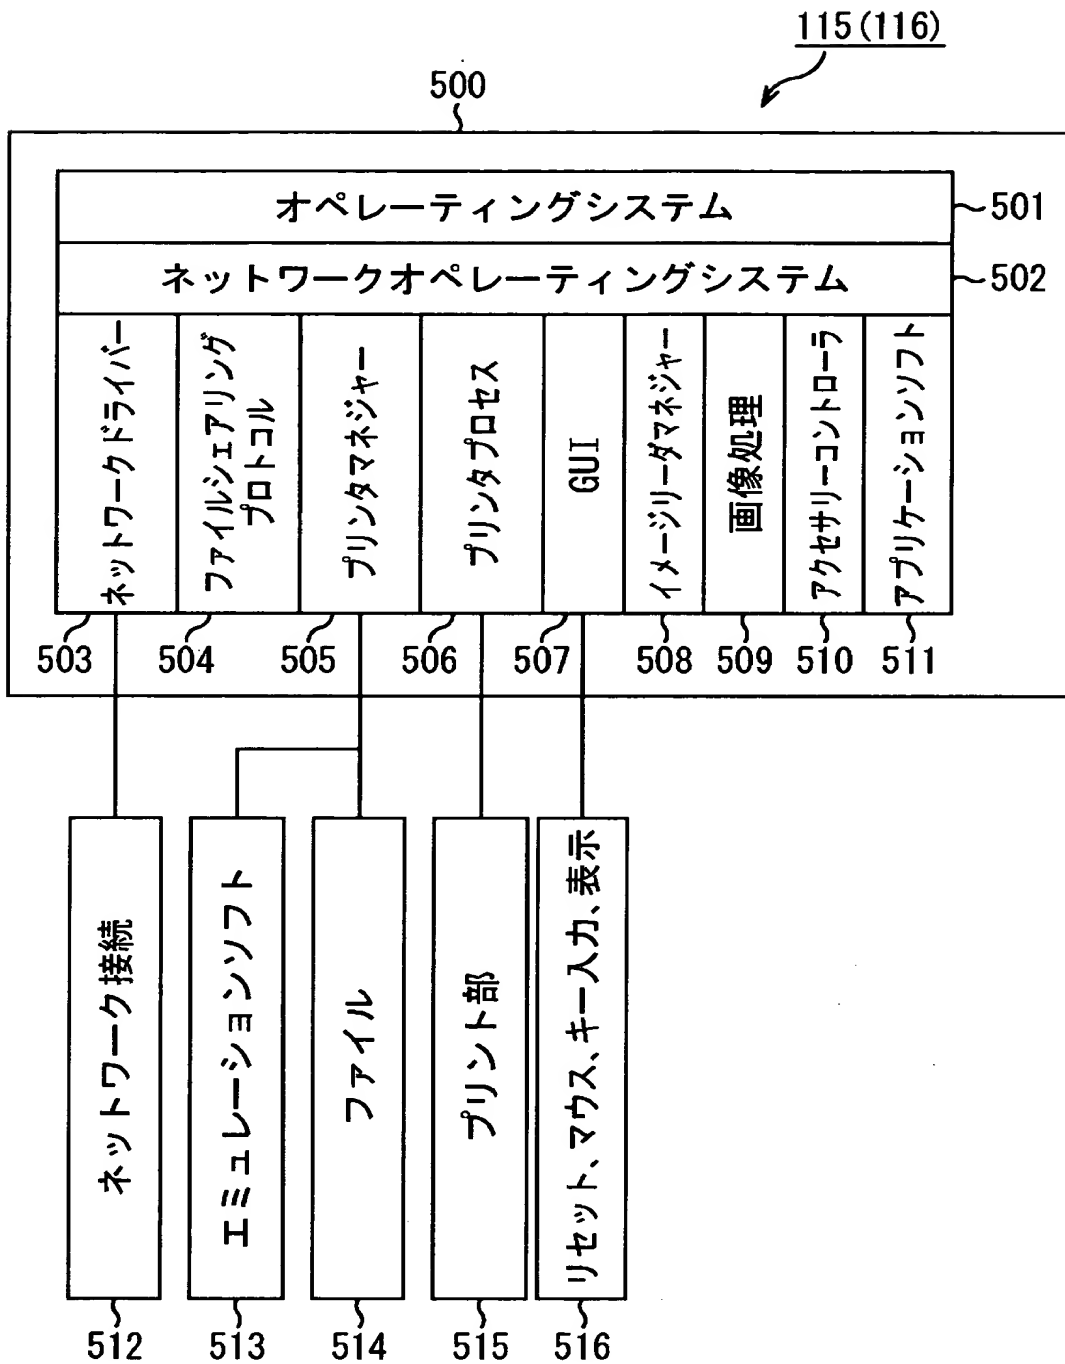 115(116)
500
オペレーティングシステム
501
ネットワークオペレーティングシステム
502
ネットワークドライバー
ファイルシェアリング
プロトコル
プリンタマネジャー
プリンタプロセス
GUI
イメージリーダマネジャー
画像処理
アクセサリーコントローラ
アプリケーションソフト
503
504
505
506
507
508
509
510
511
ネットワーク接続
エミュレーションソフト
ファイル
プリント部
リセット、マウス、キー入力、表示
512
513
514
515
516